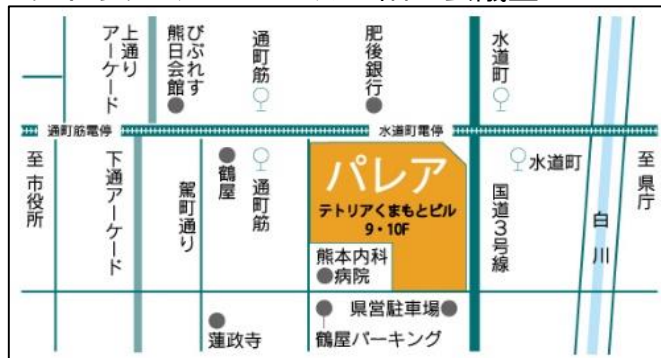 上通りアーケード
びぷれす熊日会館
通町筋
肥後銀行
水道町
通町筋電停
水道町電停
至市役所
下通アーケード
駕町通り
鶴屋
通町筋
パレア
テトリアくまもとビル
9・10F
熊本内科
病院
国道3号線
水道町
白川
至県庁
蓮政寺
県営駐車場
鶴屋パーキング